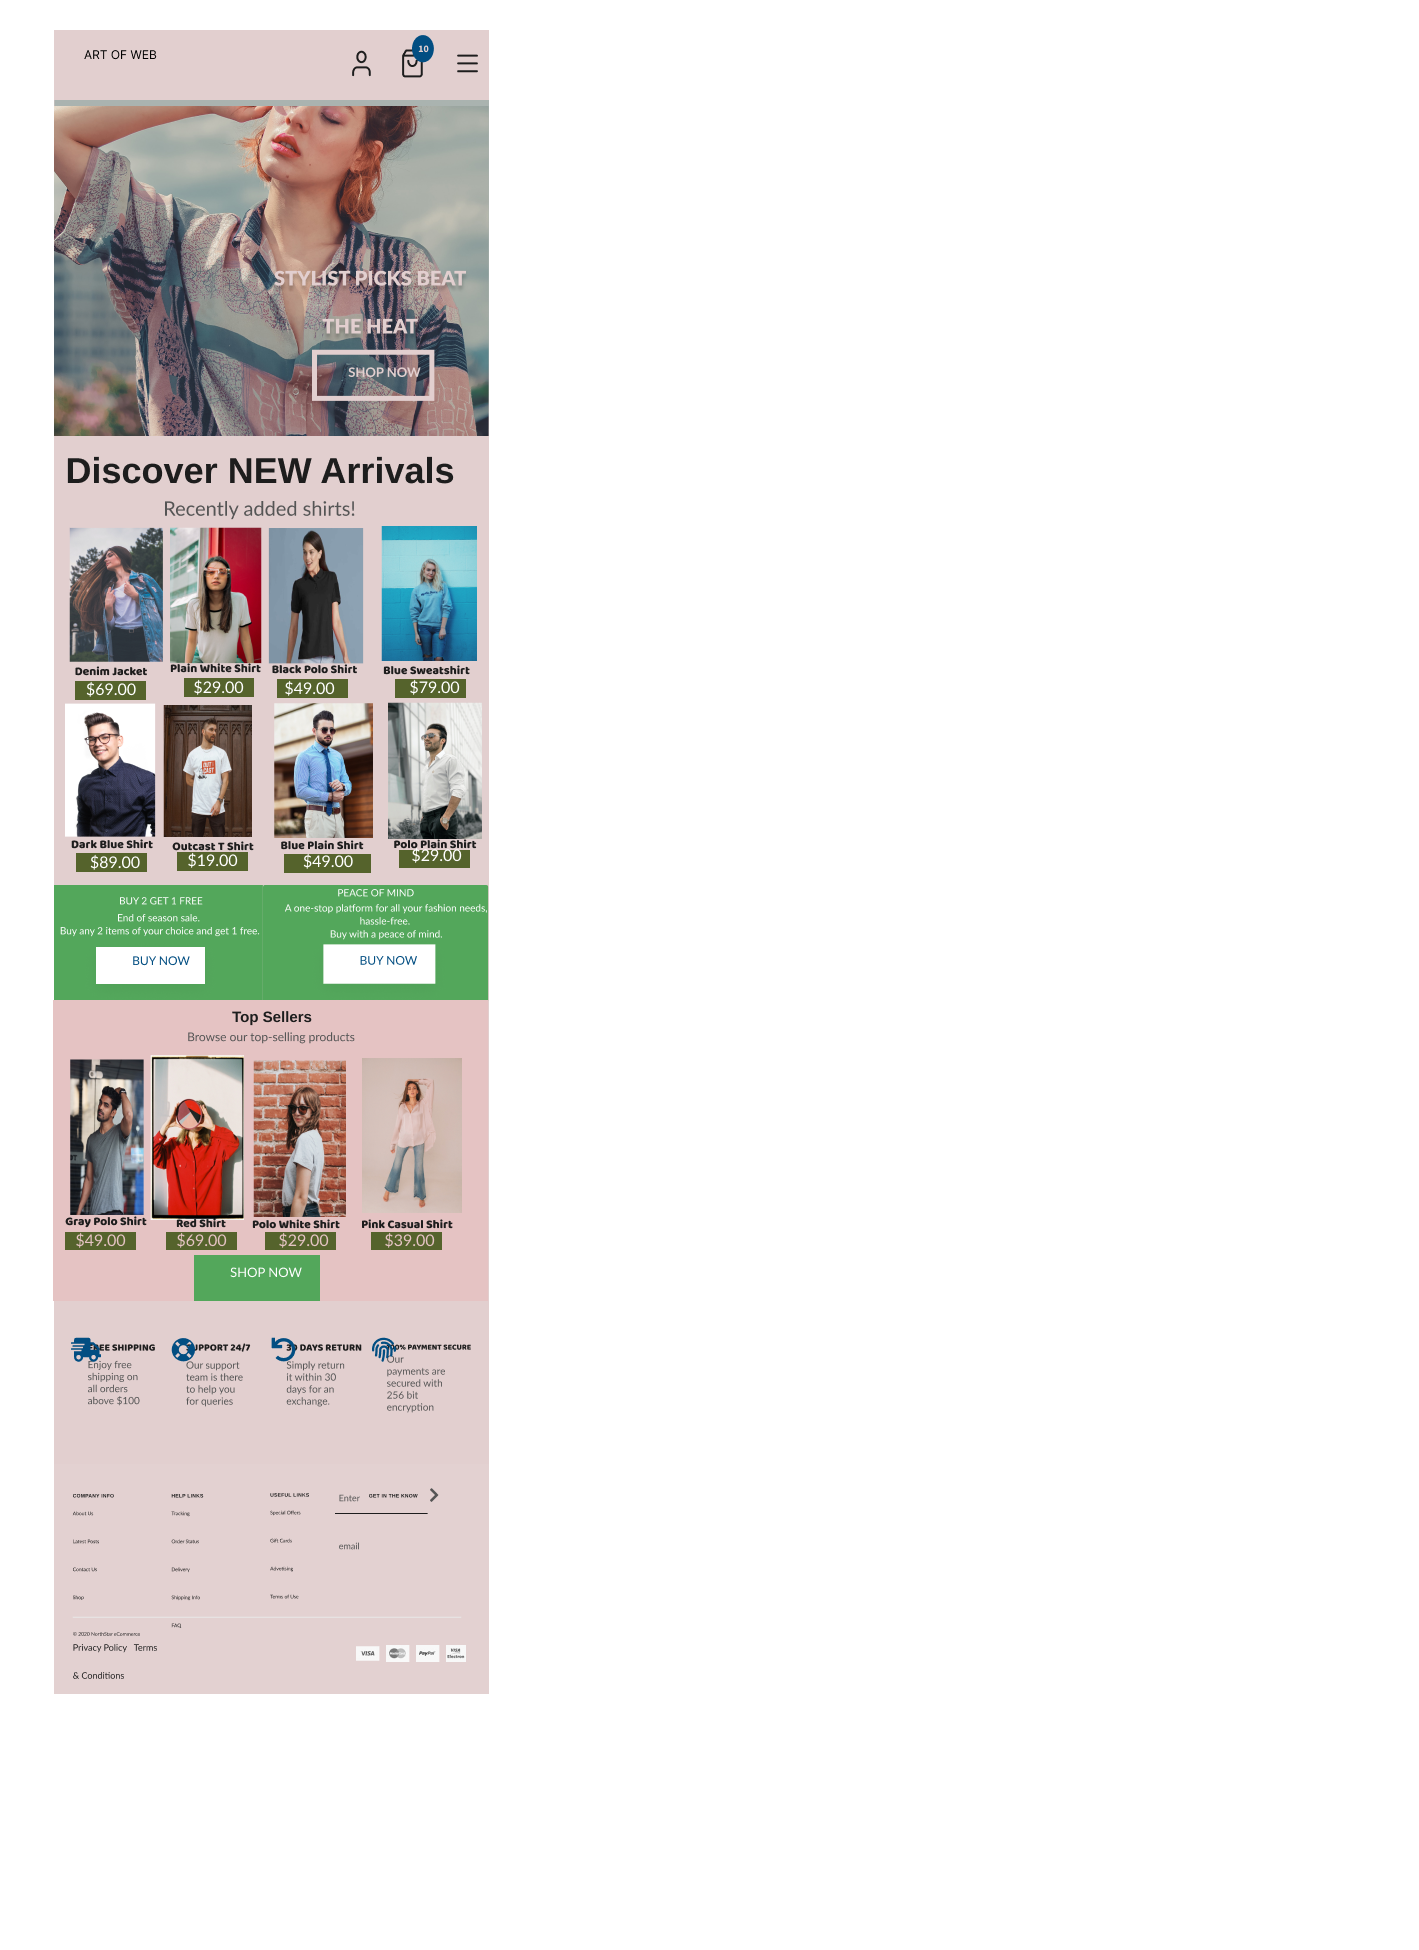 ART OF WEB
10
STYLIST PICKS BEAT
THE HEAT
SHOP NOW
Discover NEW Arrivals
Recently added shirts!
Denim Jacket
$69.00
Plain White Shirt
$29.00
Black Polo Shirt
$49.00
Blue Sweatshirt
$79.00
Dark Blue Shirt
$89.00
Outcast T Shirt
$19.00
Blue Plain Shirt
$49.00
Polo Plain Shirt
$29.00
BUY 2 GET 1 FREE
End of season sale.
Buy any 2 items of your choice and get 1 free.
BUY NOW
PEACE OF MIND
A one-stop platform for all your fashion needs,
hassle-free.
Buy with a peace of mind.
BUY NOW
Top Sellers
Browse our top-selling products
Gray Polo Shirt
$49.00
Red Shirt
$69.00
Polo White Shirt
$29.00
Pink Casual Shirt
$39.00
SHOP NOW
FREE SHIPPING
Enjoy free
shipping on
all orders
above $100
SUPPORT 24/7
Our support
team is there
to help you
for queries
30 DAYS RETURN
Simply return
it within 30
days for an
exchange.
100% PAYMENT SECURE
Our
payments are
secured with
256 bit
encryption
COMPANY INFO
About Us
Latest Posts
Contact Us
Shop
HELP LINKS
Tracking
Order Status
Delivery
Shipping Info
FAQ
USEFUL LINKS
Special Offers
Gift Cards
Advetising
Terms of Use
GET IN THE KNOW
Enter
email
© 2020 NorthStar eCommerce
Privacy Policy Terms
& Conditions
VISA
PayPal
VISA
Electron